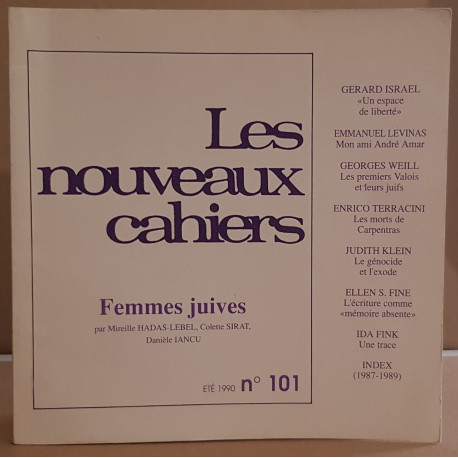 Les
nouveaux
cahiers
Femmes juives
par Mireille HADAS-LEBEL, Colette SIRAT,
Danièle IANCU
ETÉ 1990 n° 101
GERARD ISRAEL
«Un espace
de liberté»
EMMANUEL LEVINAS
Mon ami André Amar
GEORGES WEILL
Les premiers Valois
et leurs juifs
ENRICO TERRACINI
Les morts de
Carpentras
JUDITH KLEIN
Le génocide
et l'exode
ELLEN S. FINE
L'écriture comme
«mémoire absente»
IDA FINK
Une trace
INDEX
(1987-1989)